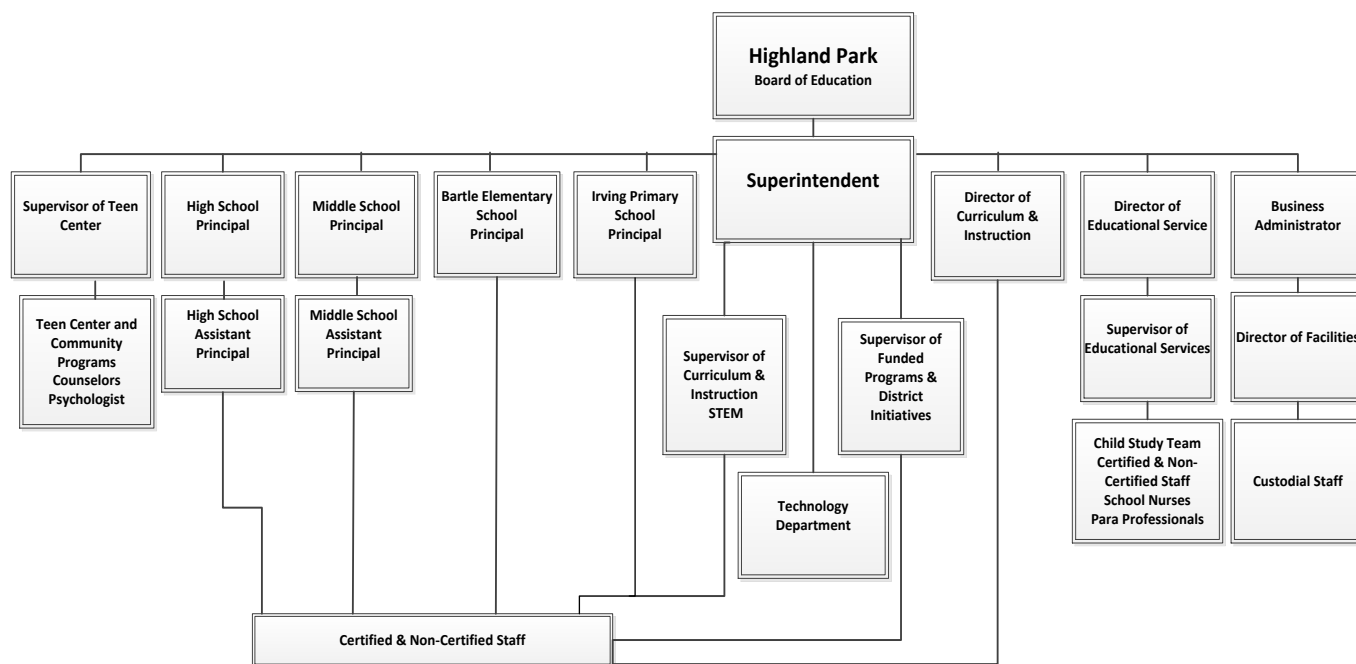 Highland Park
Board of Education
Superintendent
Supervisor of Teen
Center
High School
Principal
Middle School
Principal
Bartle Elementary
School
Principal
Irving Primary
School
Principal
Director of
Curriculum &
Instruction
Director of
Educational Service
Business
Administrator
Teen Center and
Community
Programs
Counselors
Psychologist
High School
Assistant
Principal
Middle School
Assistant
Principal
Supervisor of
Curriculum &
Instruction
STEM
Supervisor of
Funded
Programs &
District
Initiatives
Supervisor of
Educational Services
Director of Facilities
Technology
Department
Child Study Team
Certified & Non-
Certified Staff
School Nurses
Para Professionals
Custodial Staff
Certified & Non-Certified Staff